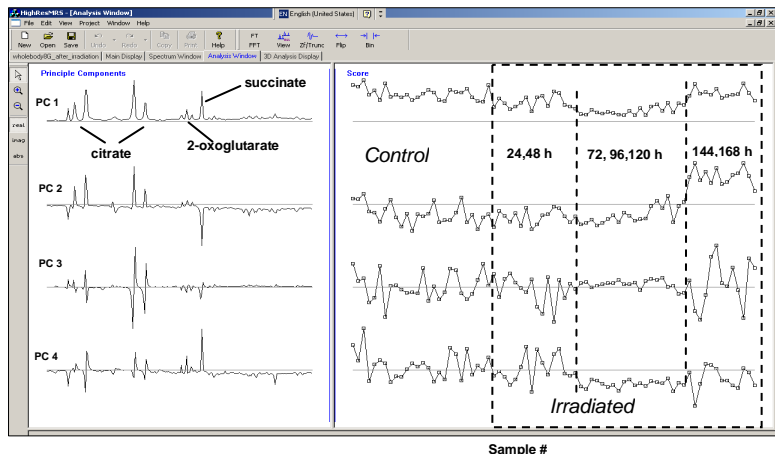 HighResMRS - [Analysis Window]
EN English (United States)
File Edit View Project Window Help
New Open Save Undo Redo Copy Print Help FFT View Zf/Trunc Flip Bin
? FT
wholebody8G_after_irradiation Main Display Spectrum Window Analysis Window 3D Analysis Display
real
imag
abs
Principle Components
Score
PC 1
succinate
citrate
2-oxoglutarate
PC 2
PC 3
PC 4
Control
24,48 h
72, 96,120 h
144,168 h
Irradiated
Sample #